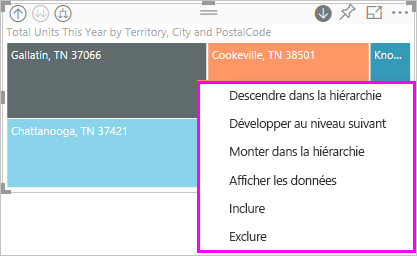 Total Units This Year by Territory, City and PostalCode
Gallatin, TN 37066
Cookeville, TN 38501
Kno...
Chattanooga, TN 37421
Descendre dans la hiérarchie
Développer au niveau suivant
Monter dans la hiérarchie
Afficher les données
Inclure
Exclure